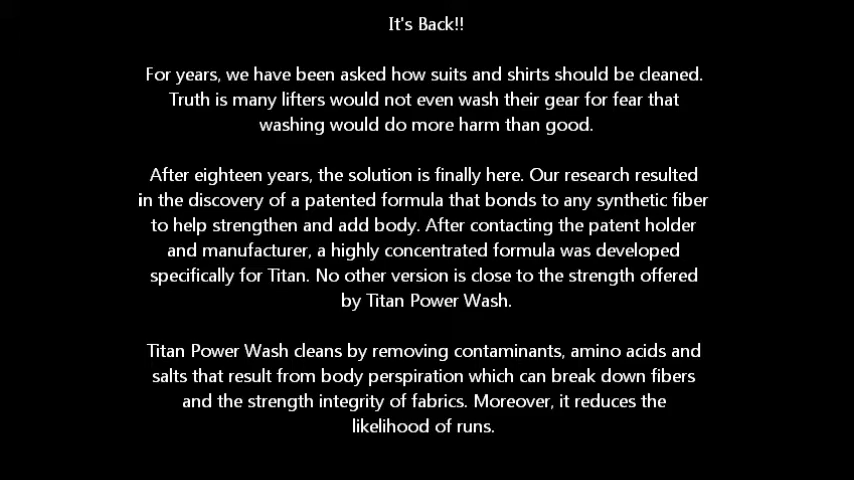 It's Back!!
For years, we have been asked how suits and shirts should be cleaned.
Truth is many lifters would not even wash their gear for fear that
washing would do more harm than good.
After eighteen years, the solution is finally here. Our research resulted
in the discovery of a patented formula that bonds to any synthetic fiber
to help strengthen and add body. After contacting the patent holder
and manufacturer, a highly concentrated formula was developed
specifically for Titan. No other version is close to the strength offered
by Titan Power Wash.
Titan Power Wash cleans by removing contaminants, amino acids and
salts that result from body perspiration which can break down fibers
and the strength integrity of fabrics. Moreover, it reduces the
likelihood of runs.